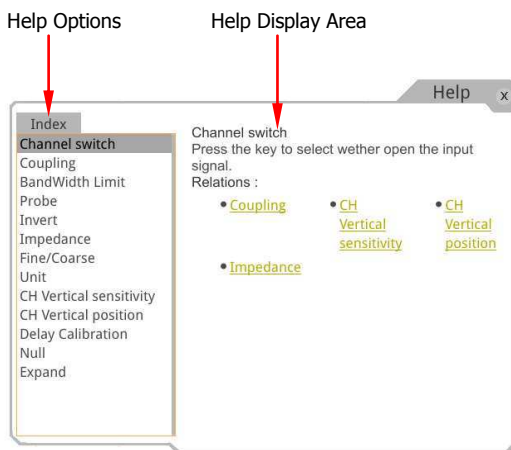 Help Options
Help Display Area
Help
x
Index
Channel switch
Coupling
BandWidth Limit
Probe
Invert
Impedance
Fine/Coarse
Unit
CH Vertical sensitivity
CH Vertical position
Delay Calibration
Null
Expand
Channel switch
Press the key to select wether open the input
signal.
Relations :
• Coupling
• CH
Vertical
sensitivity
• CH
Vertical
position
• Impedance